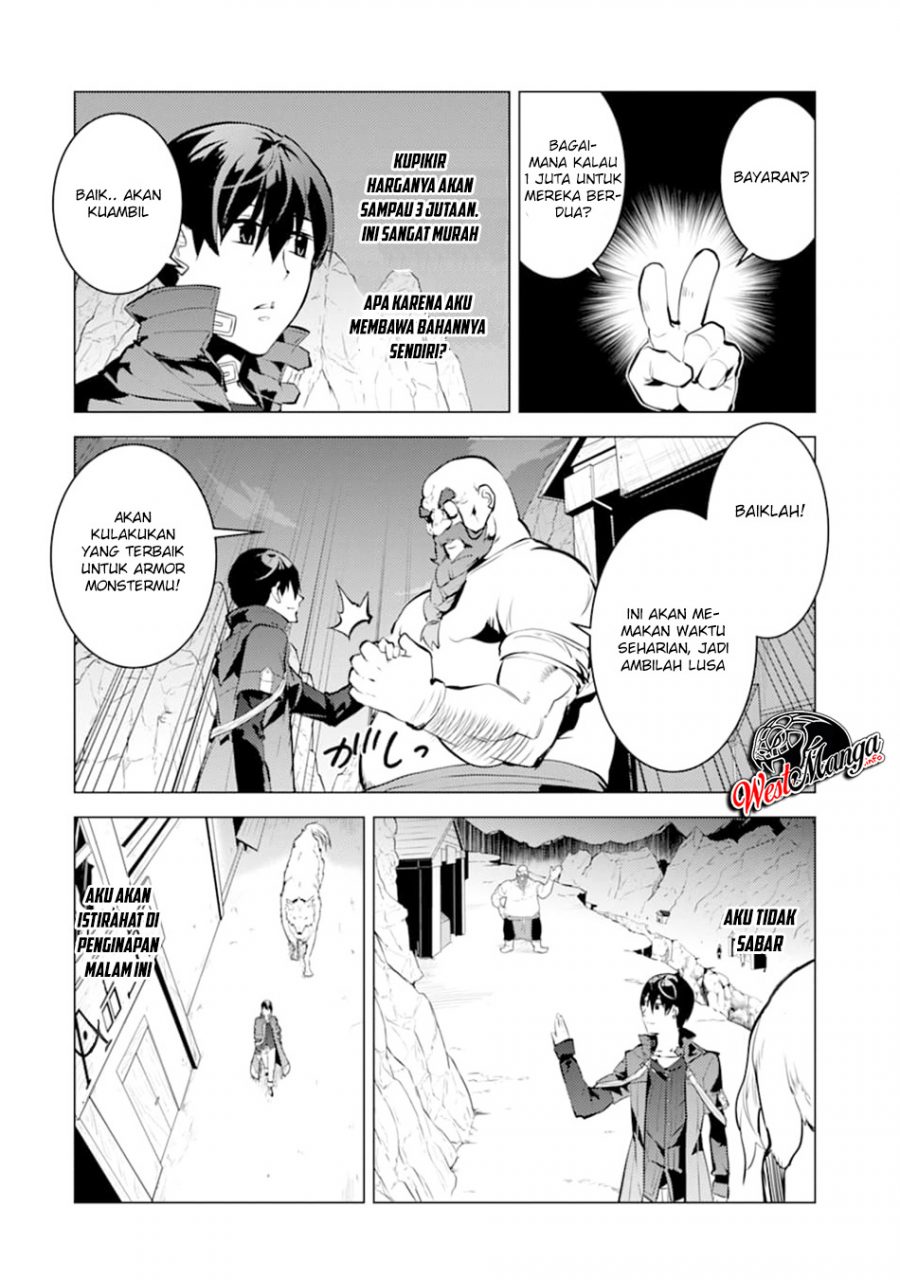 BAYARAN?
BAGAI-
MANA KALAU
1 JUTA UNTUK
MEREKA BER-
DUA?
KUPIKIR
HARGANYA AKAN
SAMPAU 3 JUTAAN.
INI SANGAT MURAH
APA KARENA AKU
MEMBAWA BAHANNYA
SENDIRI?
BAIK.. AKAN
KUAMBIL
BAIKLAH!
INI AKAN ME-
MAKAN WAKTU
SEHARIAN, JADI
AMBILAH LUSA
AKAN
KULAKUKAN
YANG TERBAIK
UNTUK ARMOR
MONSTERMU!
がしっ
WestManga
.info
AKU TIDAK
SABAR
AKU AKAN
ISTIRAHAT DI
PENGINAPAN
MALAM INI